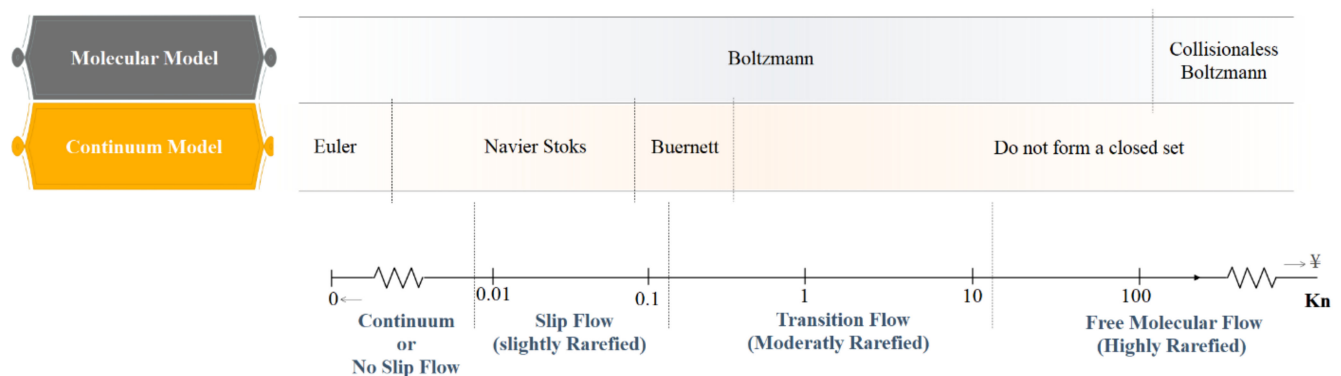 Molecular Model
Boltzmann
Collisionaless
Boltzmann
Continuum Model
Euler
Navier Stoks
Buernett
Do not form a closed set
0
0.01
0.1
1
10
100
¥
Kn
Continuum
or
No Slip Flow
Slip Flow
(slightly Rarefied)
Transition Flow
(Moderatly Rarefied)
Free Molecular Flow
(Highly Rarefied)